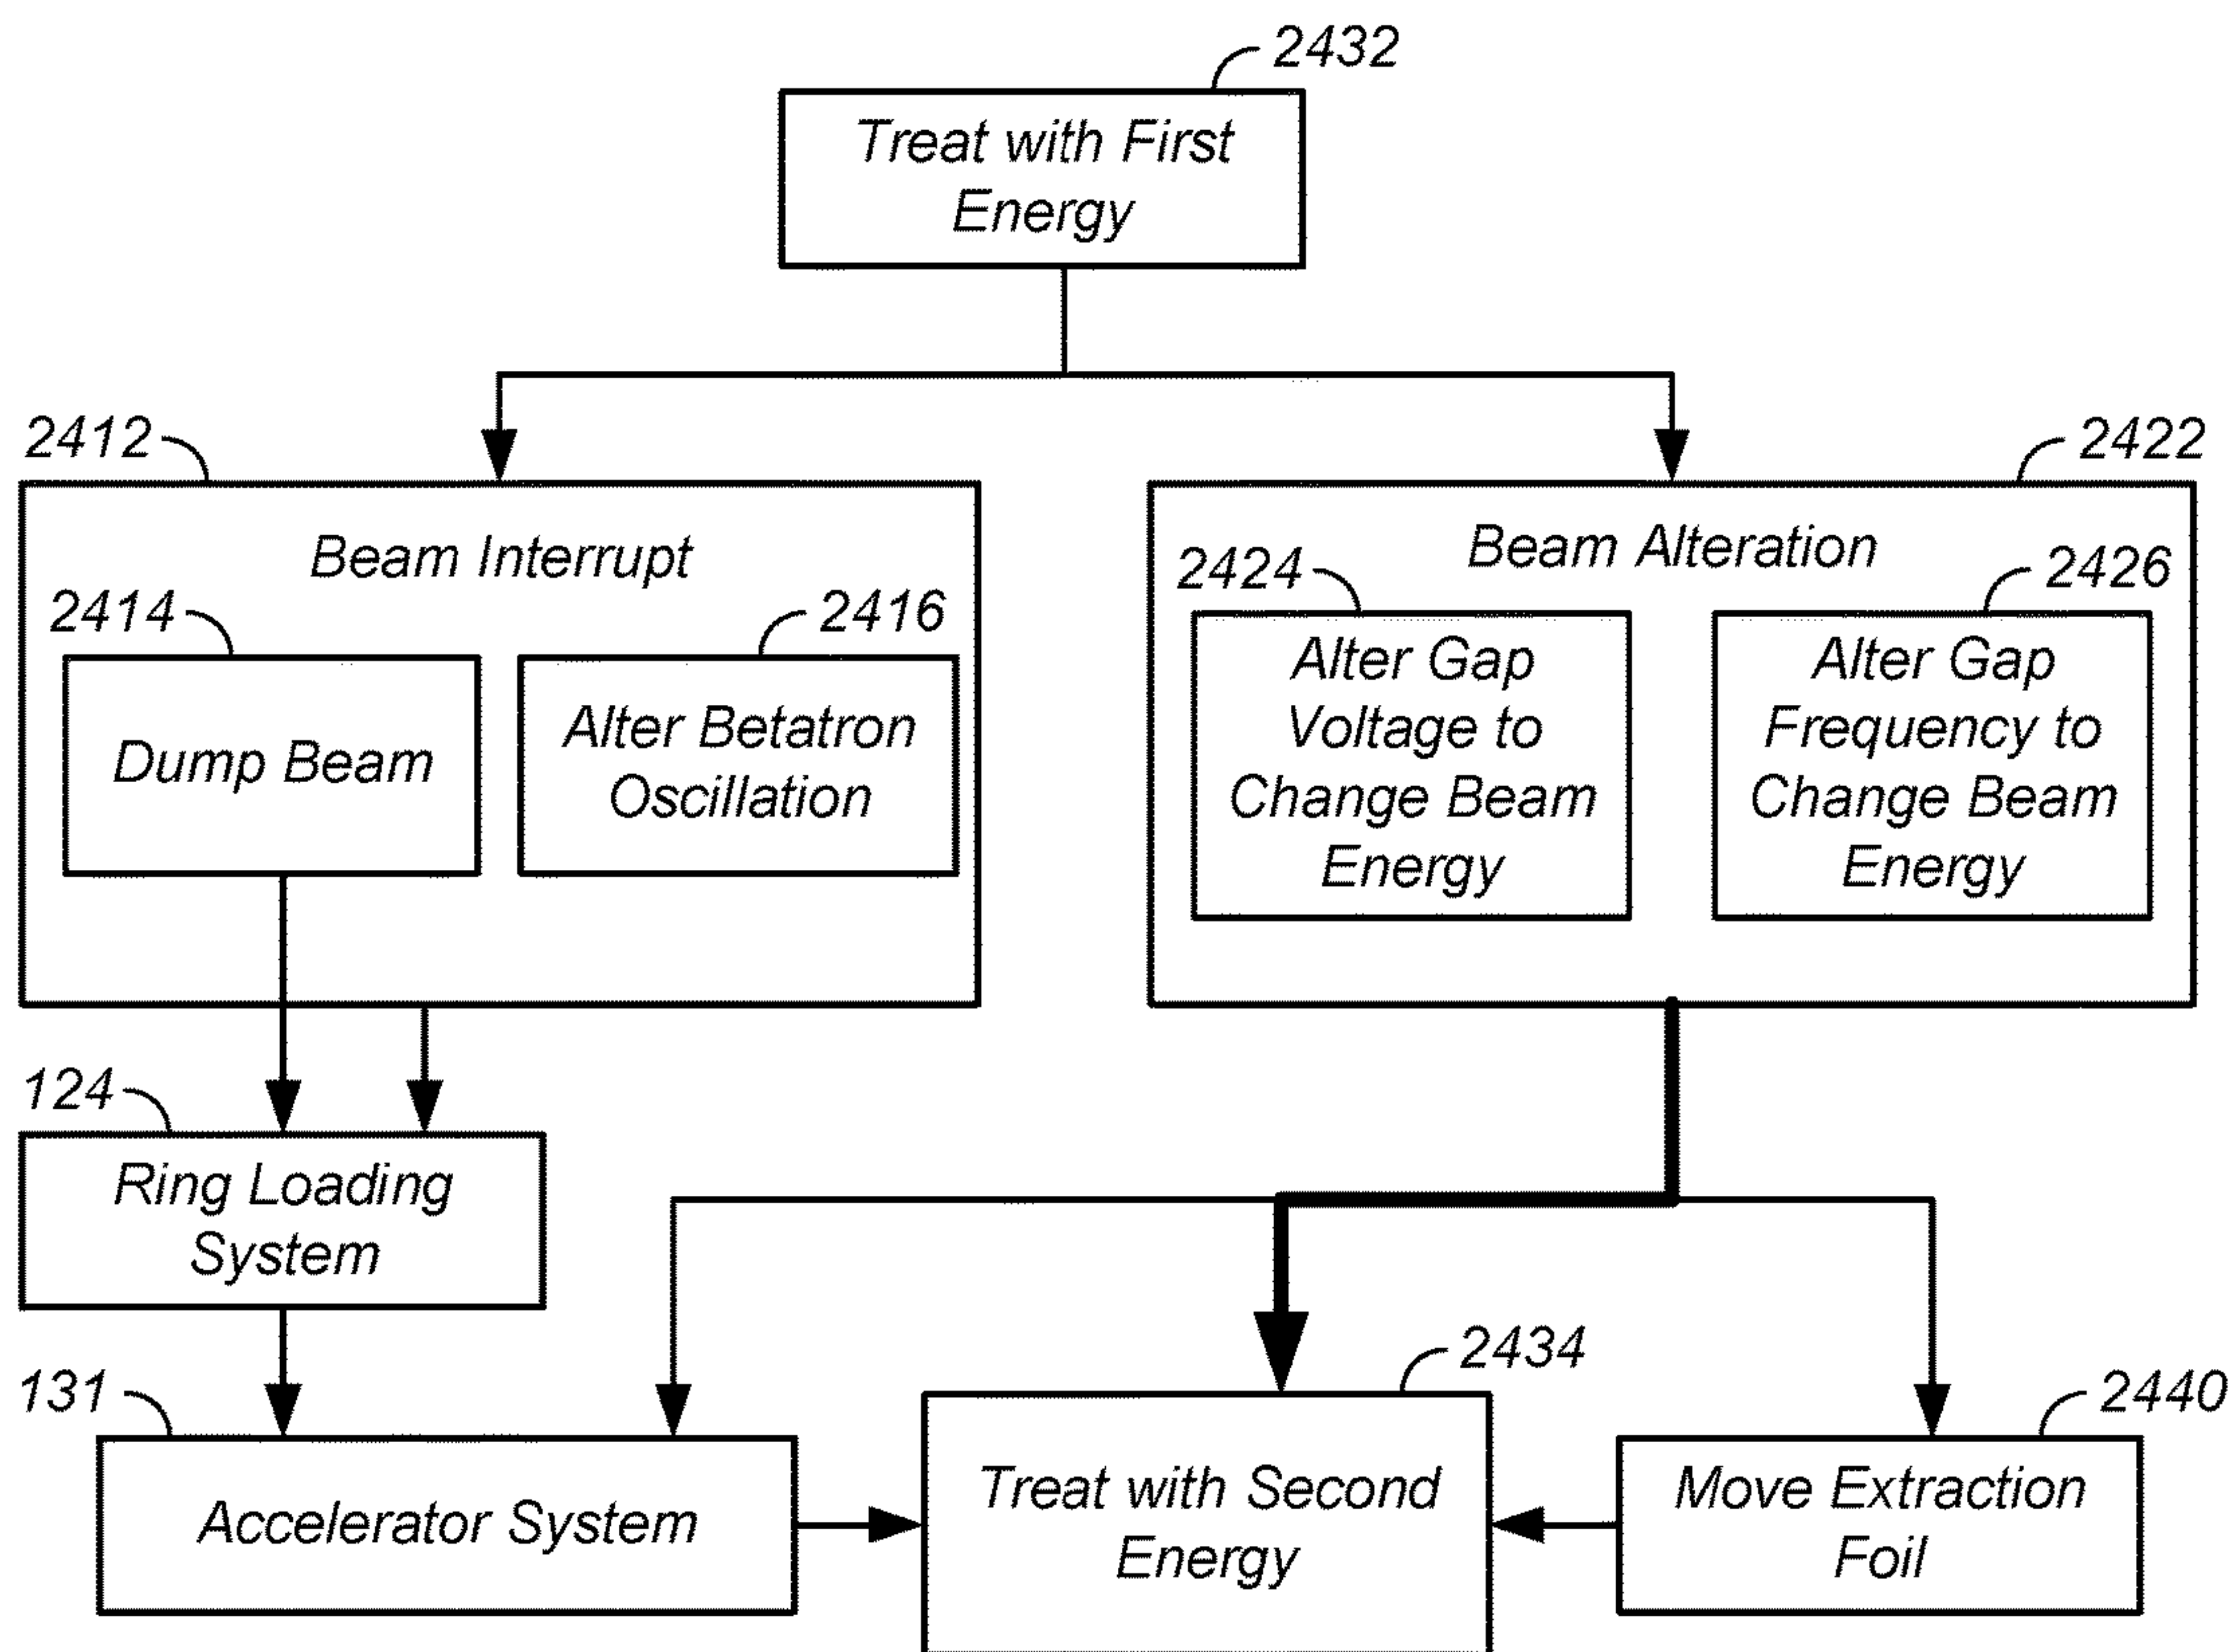 2432
Treat with First
Energy
2412
2422
Beam Interrupt
Beam Alteration
2414
2416
2424
2426
Dump Beam
Alter Betatron
Oscillation
Alter Gap
Voltage to
Change Beam
Energy
Alter Gap
Frequency to
Change Beam
Energy
124
Ring Loading
System
131
2434
2440
Accelerator System
Treat with Second
Energy
Move Extraction
Foil